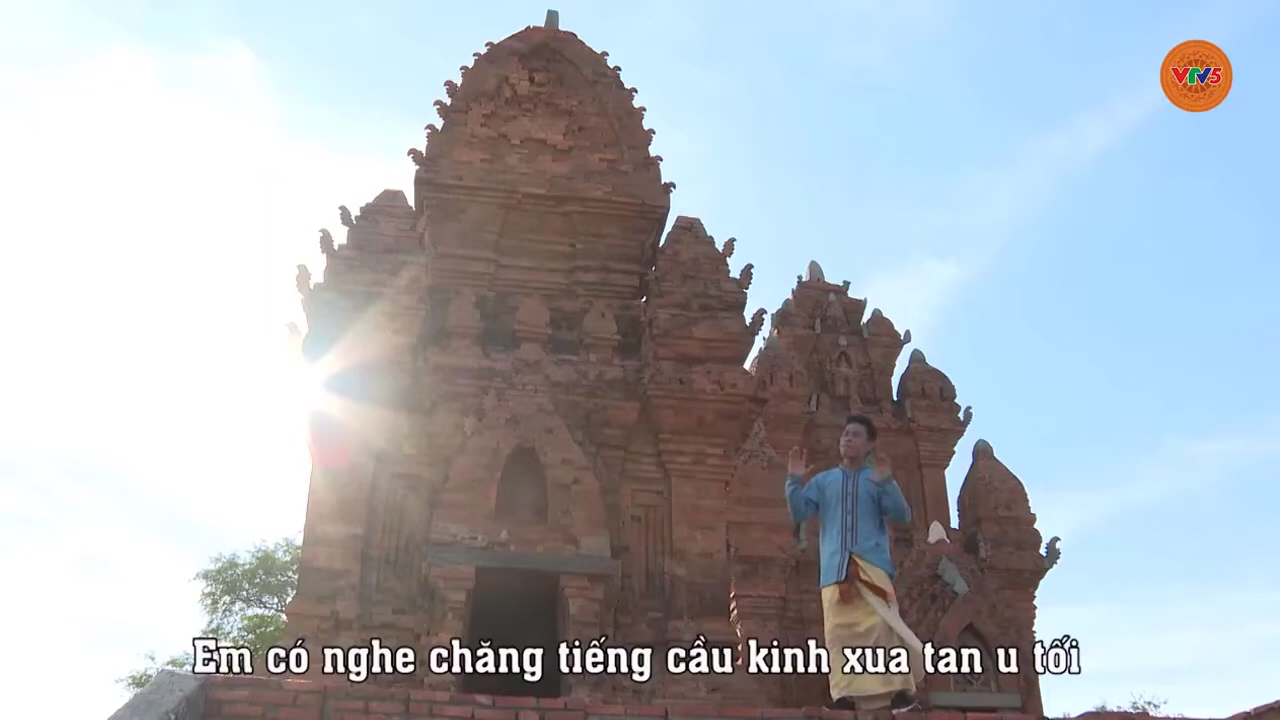 VTV5
Em có nghe chăng tiếng cầu kinh xua tan u tối